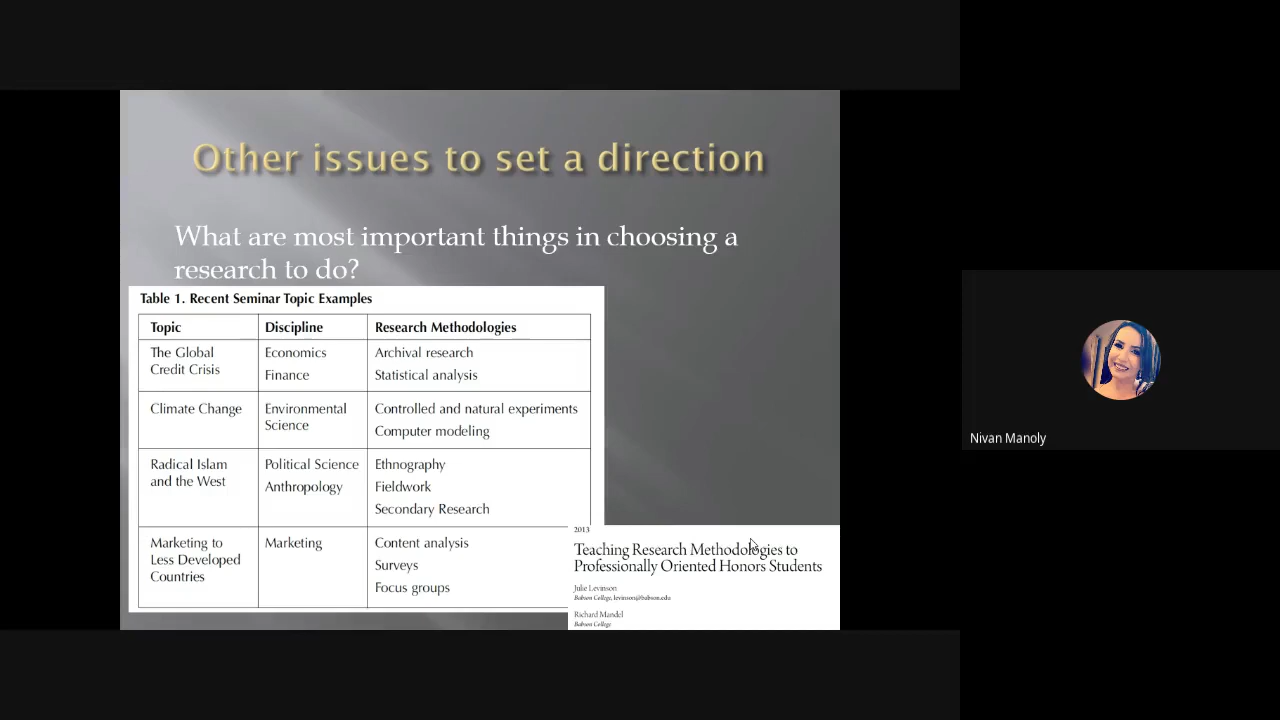 Other issues to set a direction
What are most important things in choosing a
research to do?
Table 1. Recent Seminar Topic Examples
Topic Discipline Research Methodologies
The Global Credit Crisis Economics Archival research
Finance Statistical analysis
Climate Change Environmental Science Controlled and natural experiments
Computer modeling
Radical Islam and the West Political Science Ethnography
Anthropology Fieldwork
Secondary Research
Marketing to Less Developed Countries Marketing Content analysis
Surveys
Focus groups
2013
Teaching Research Methodologies to
Professionally Oriented Honors Students
Julie Levinson
Babson College, levinson@babson.edu
Richard Mandel
Babson College
Nivan Manoly